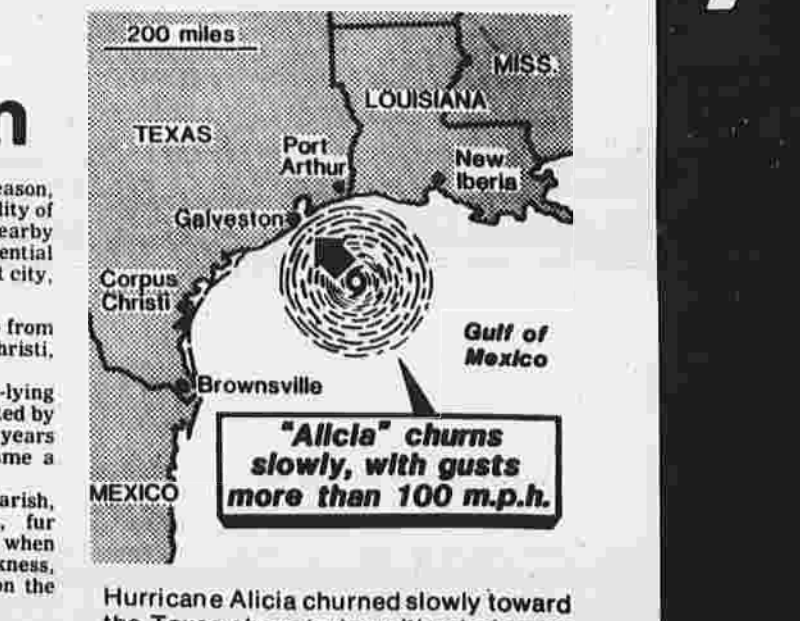 200 miles
MISS.
LOUISIANA
TEXAS
Port
Arthur
New
Iberia
Galveston
Corpus
Christi
Gulf of
Mexico
Brownsville
"Alicia" churns
slowly, with gusts
more than 100 m.p.h.
MEXICO
Hurricane Alicia churned slowly toward
eason,
lity of
earby
ential
t city,
from
hristi,
-lying
ed by
years
me a
arish,
, fur
when
kness,
on the